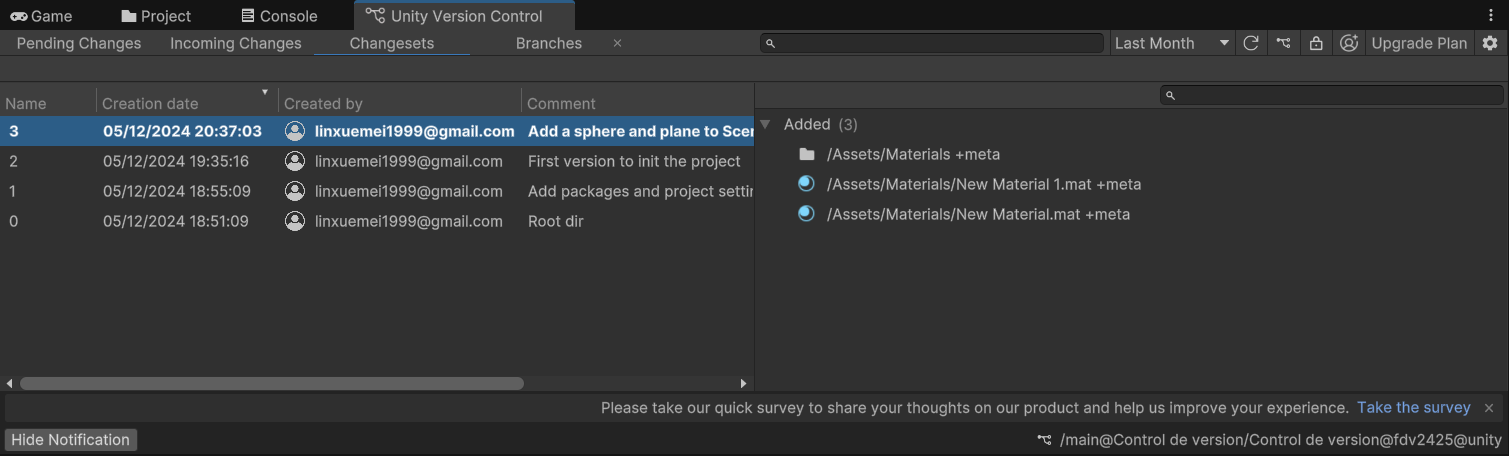 Game Project Console Unity Version Control
Pending Changes Incoming Changes Changesets Branches × Last Month Upgrade Plan
Name Creation date Created by Comment
3 05/12/2024 20:37:03 linxuemei1999@gmail.com Add a sphere and plane to Scen
2 05/12/2024 19:35:16 linxuemei1999@gmail.com First version to init the project
1 05/12/2024 18:55:09 linxuemei1999@gmail.com Add packages and project settin
0 05/12/2024 18:51:09 linxuemei1999@gmail.com Root dir
Added (3)
/Assets/Materials +meta
/Assets/Materials/New Material 1.mat +meta
/Assets/Materials/New Material.mat +meta
Please take our quick survey to share your thoughts on our product and help us improve your experience. Take the survey ×
Hide Notification /main@Control de version/Control de version@fdv2425@unity